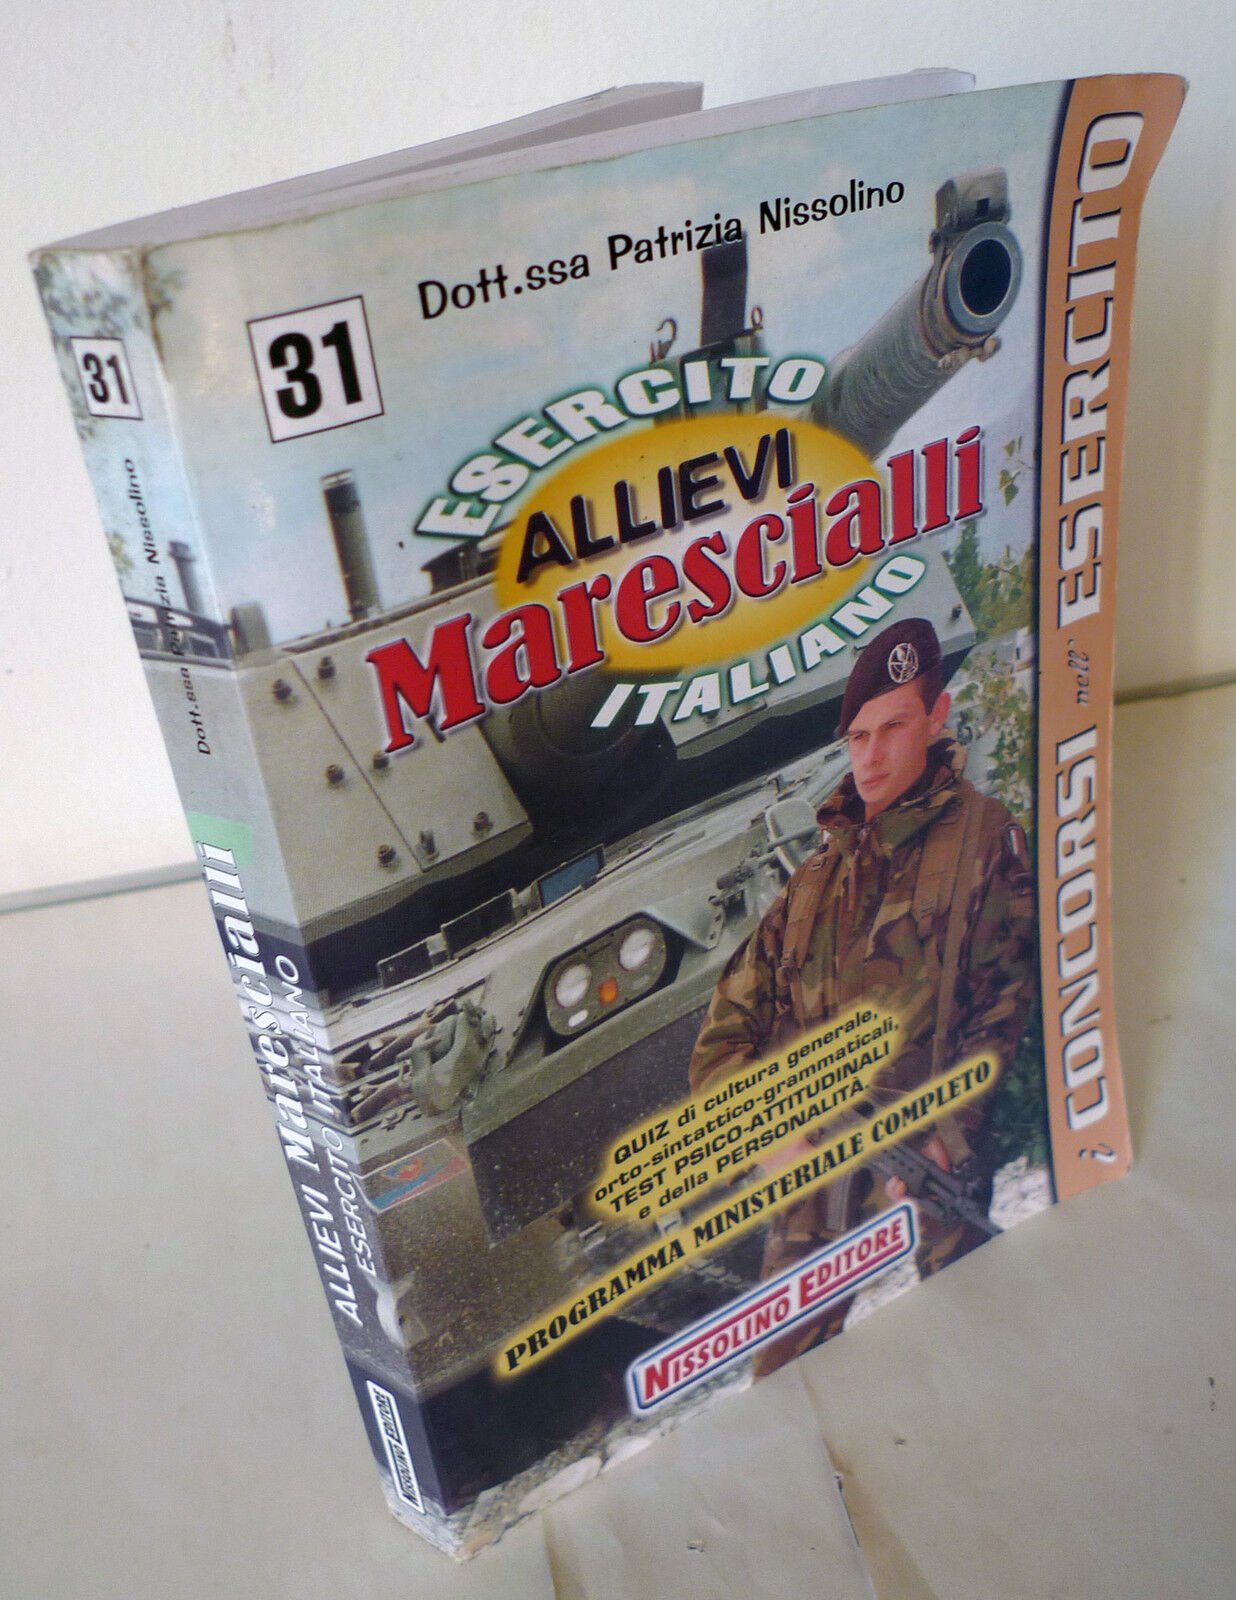 Dott.ssa Patrizia Nissolino
31
ESERCITO
ALLIEVI
Marescialli
ITALIANO
QUIZ di cultura generale,
orto-sintattico-grammaticali,
TEST PSICO-ATTITUDINALI
e della PERSONALITÀ.
PROGRAMMA MINISTERIALE COMPLETO
NISSOLINO EDITORE
i CONCORSI nell' ESERCITO
31
Dott.ssa Patrizia Nissolino
ALLIEVI Marescialli
ESERCITO ITALIANO
NISSOLINO EDITORE